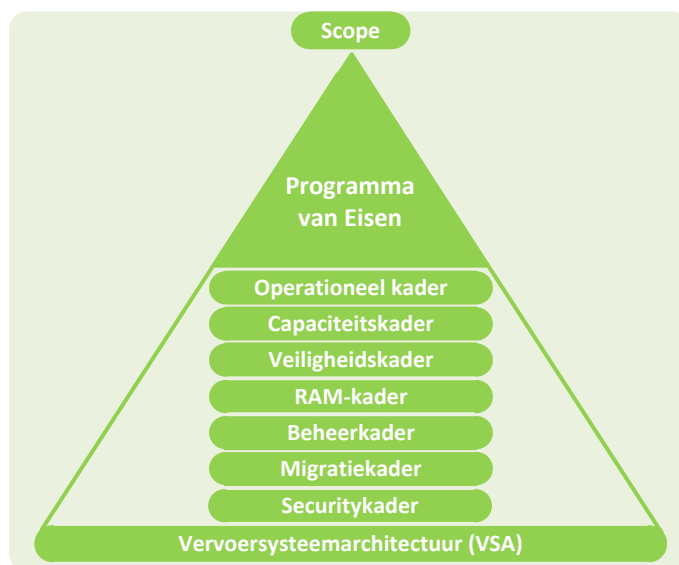 Scope
Programma
van Eisen
Operationeel kader
Capaciteitskader
Veiligheidskader
RAM-kader
Beheerkader
Migratiekader
Securitykader
Vervoersysteemarchitectuur (VSA)